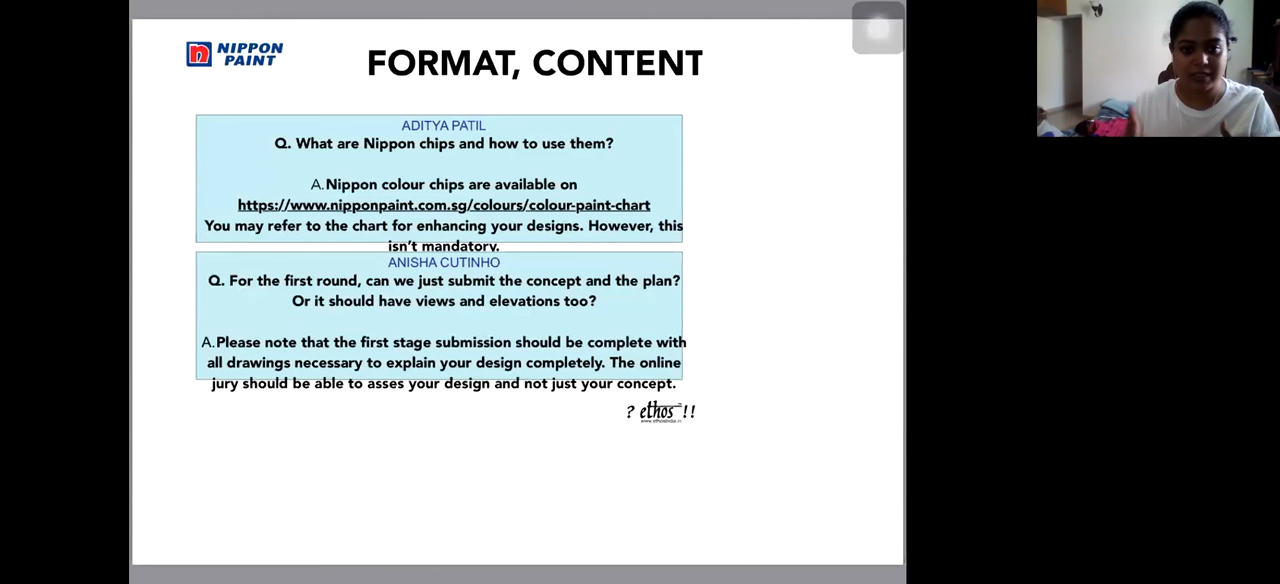 NIPPON
PAINT
FORMAT, CONTENT
ADITYA PATIL
Q. What are Nippon chips and how to use them?
A.Nippon colour chips are available on
https://www.nipponpaint.com.sg/colours/colour-paint-chart
You may refer to the chart for enhancing your designs. However, this
isn't mandatory.
ANISHA CUTINHO
Q. For the first round, can we just submit the concept and the plan?
Or it should have views and elevations too?
A.Please note that the first stage submission should be complete with
all drawings necessary to explain your design completely. The online
jury should be able to asses your design and not just your concept.
? ethos !!
www.ethosindia.in